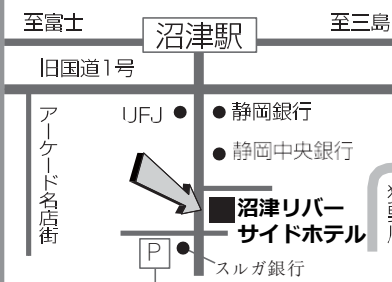 至富士
沼津駅
至三島
旧国道1号
アーケード名店街
UFJ
静岡銀行
静岡中央銀行
沼津リバー
サイドホテル
P
スルガ銀行